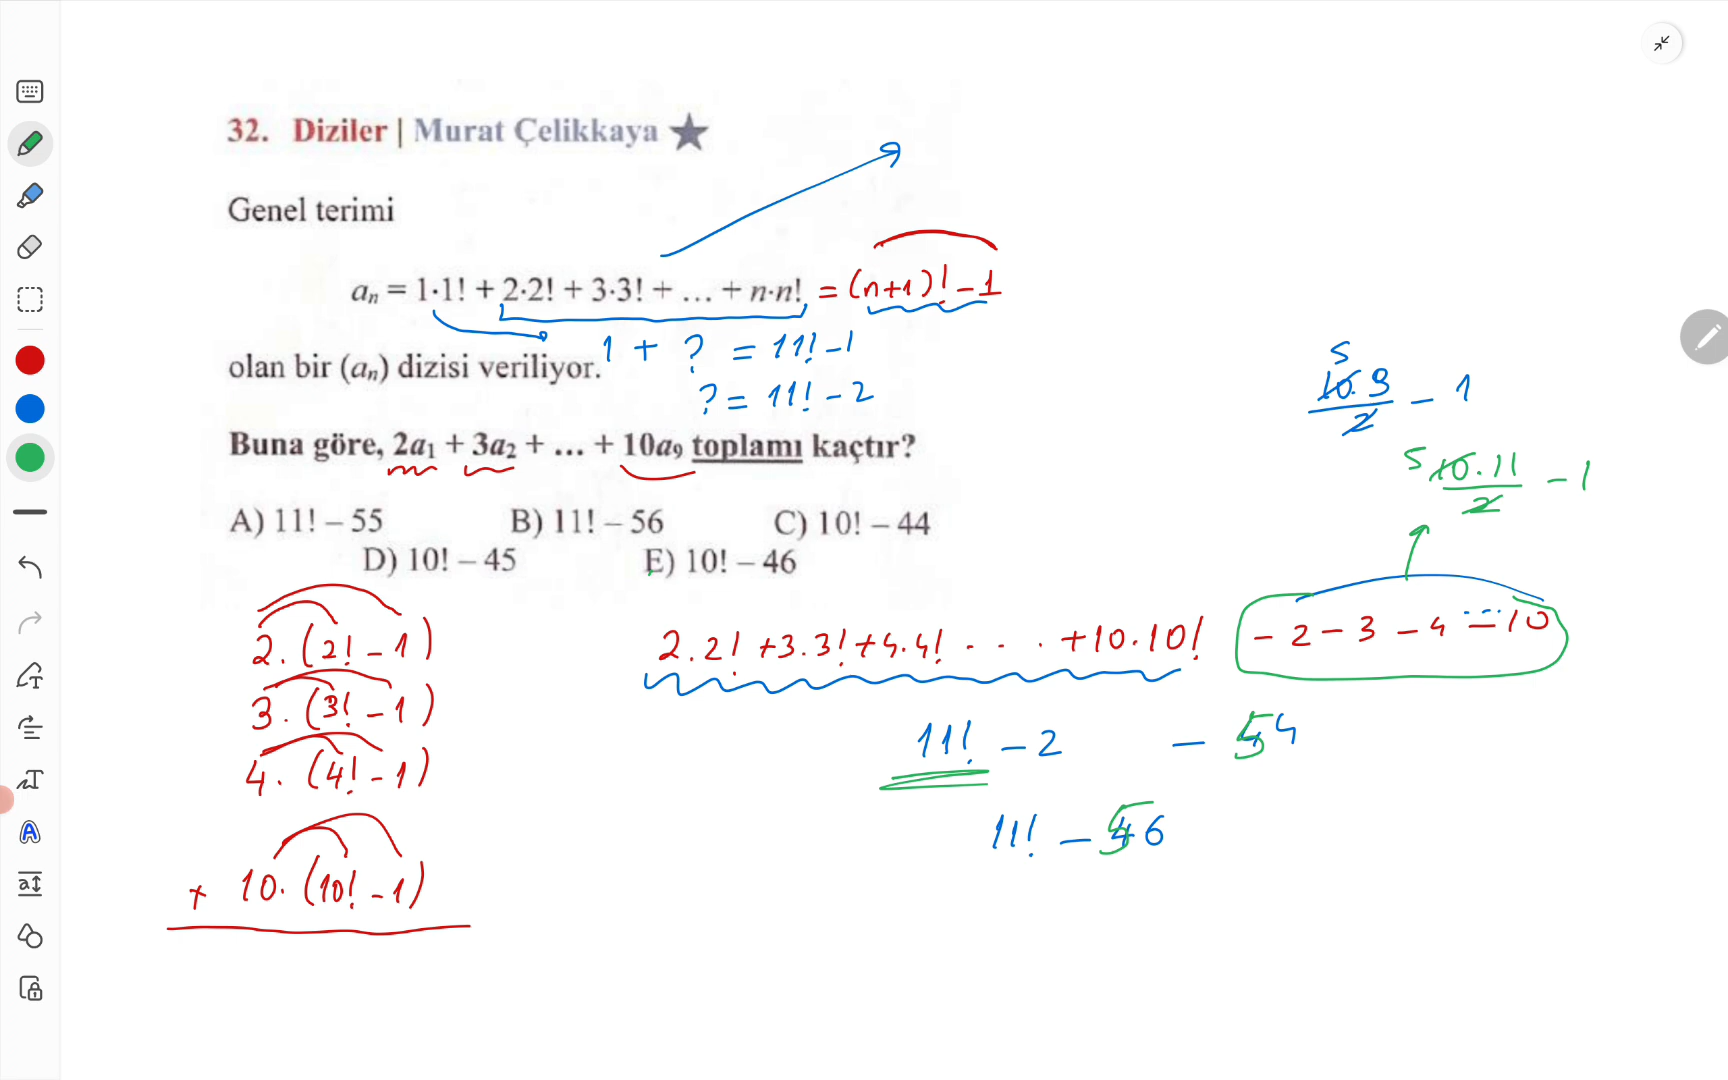 32. Diziler | Murat Çelikkaya ★
Genel terimi
aₙ = 1·1! + 2·2! + 3·3! + ... + n·n! = (n+1)! - 1
1 + ? = 11! - 1
olan bir (aₙ) dizisi veriliyor.
? = 11! - 2
10.9/2 - 1
5
Buna göre, 2a₁ + 3a₂ + ... + 10a₉ toplamı kaçtır?
5 10.11/2 - 1
A) 11! – 55 B) 11! – 56 C) 10! – 44
D) 10! – 45 E) 10! – 46
2.(2! - 1)
3.(3! - 1)
4.(4! - 1)
+ 10.(10! - 1)
2.2! + 3.3! + 4.4! . . . . + 10.10! - 2 - 3 - 4 ... - 10
11! - 2 - 54
11! - 56